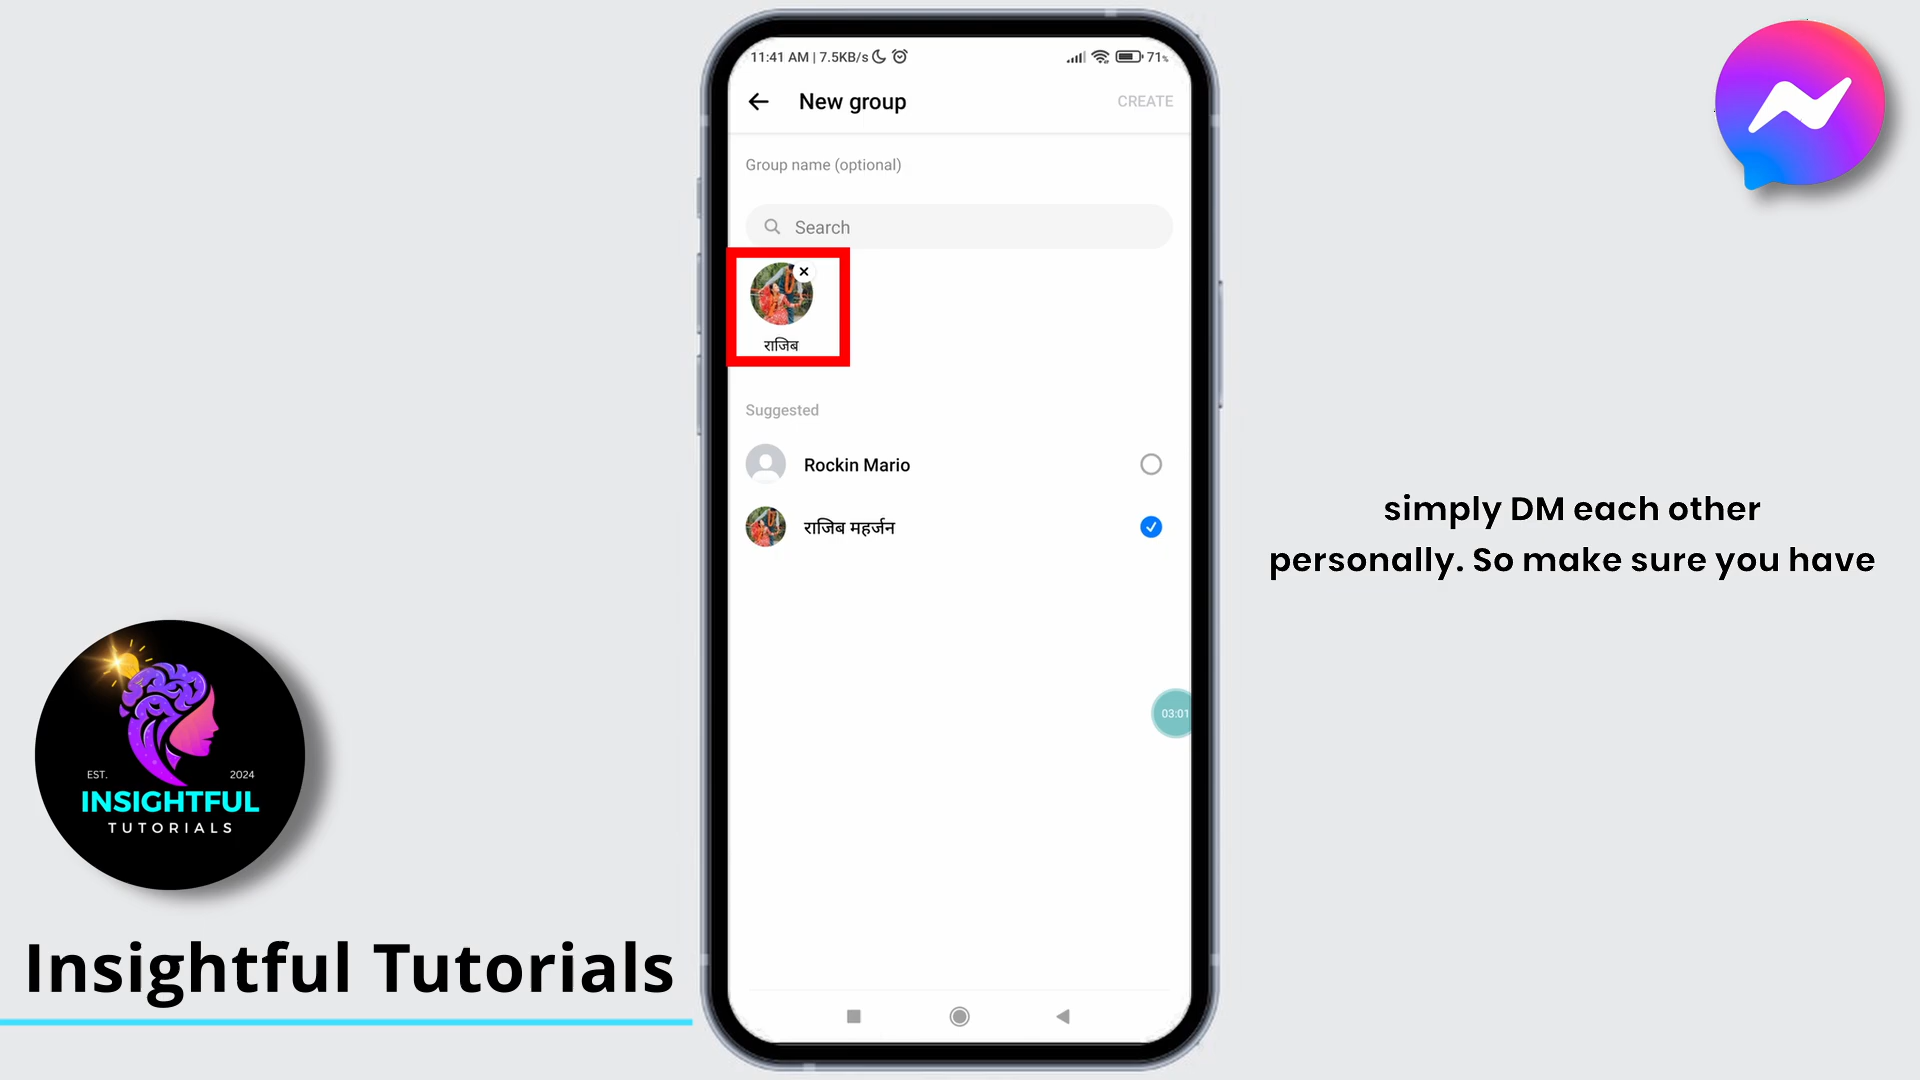 11:41 AM | 7.5KB/s
71%
New group
CREATE
Group name (optional)
Search
राजिब
Suggested
Rockin Mario
राजिब महर्जन
03:01
simply DM each other
personally. So make sure you have
EST.
2024
INSIGHTFUL
TUTORIALS
Insightful Tutorials